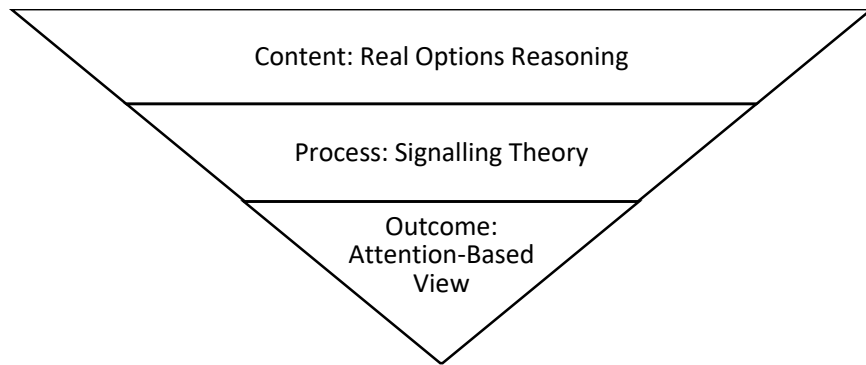 Content: Real Options Reasoning
Process: Signalling Theory
Outcome:
Attention-Based
View